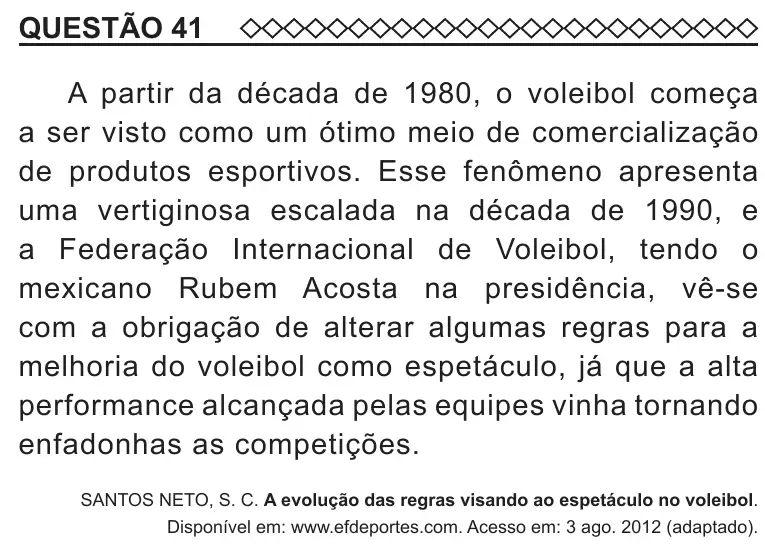 QUESTÃO 41
A partir da década de 1980, o voleibol começa
a ser visto como um ótimo meio de comercialização
de produtos esportivos. Esse fenômeno apresenta
uma vertiginosa escalada na década de 1990, e
a Federação Internacional de Voleibol, tendo o
mexicano Rubem Acosta na presidência, vê-se
com a obrigação de alterar algumas regras para a
melhoria do voleibol como espetáculo, já que a alta
performance alcançada pelas equipes vinha tornando
enfadonhas as competições.
SANTOS NETO, S. C. A evolução das regras visando ao espetáculo no voleibol.
Disponível em: www.efdeportes.com. Acesso em: 3 ago. 2012 (adaptado).